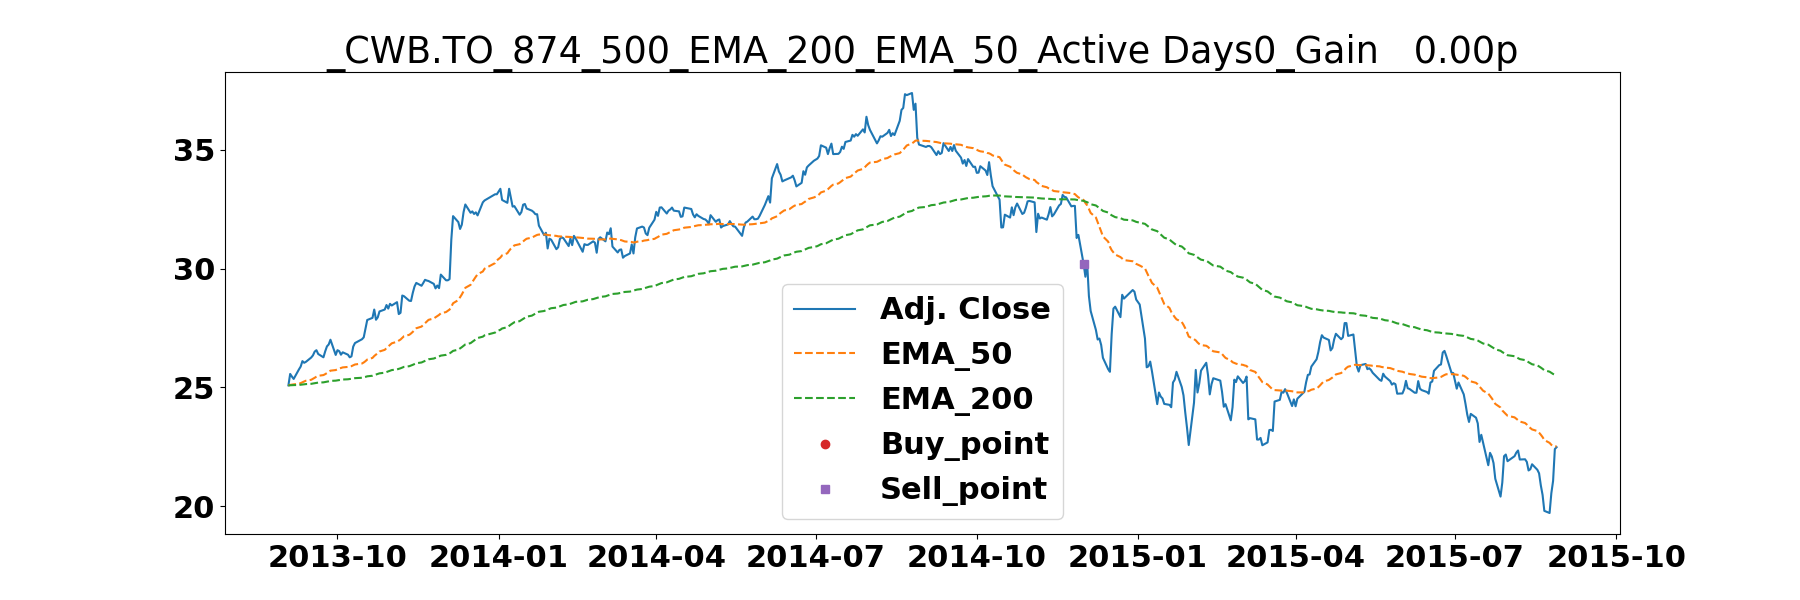 _CWB.TO_874_500_EMA_200_EMA_50_Active Days0_Gain   0.00p
35
30
25
20
Adj. Close
EMA_50
EMA_200
Buy_point
Sell_point
2013-10 2014-01 2014-04 2014-07 2014-10 2015-01 2015-04 2015-07 2015-10